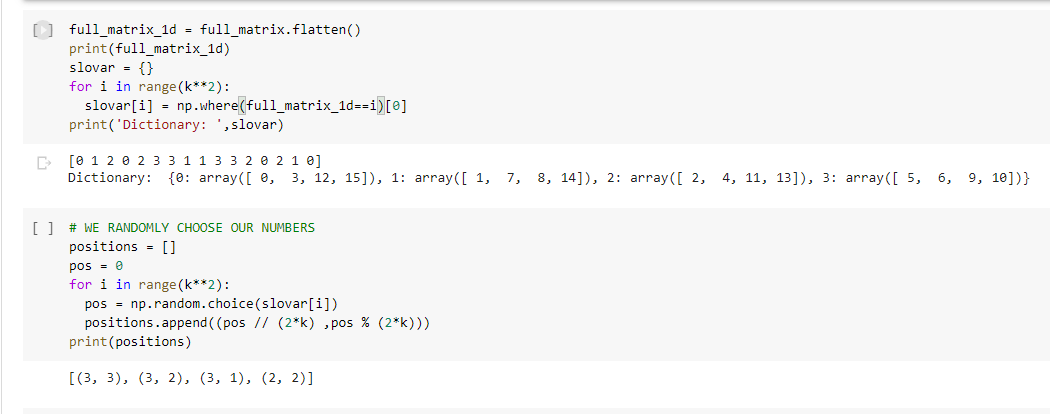 [ ] full_matrix_1d = full_matrix.flatten()
print(full_matrix_1d)
slovar = {}
for i in range(k**2):
  slovar[i] = np.where(full_matrix_1d==i)[0]
print('Dictionary: ',slovar)
[0 1 2 0 2 3 3 1 1 3 3 2 0 2 1 0]
Dictionary:  {0: array([ 0,  3, 12, 15]), 1: array([ 1,  7,  8, 14]), 2: array([ 2,  4, 11, 13]), 3: array([ 5,  6,  9, 10])}
[ ] # WE RANDOMLY CHOOSE OUR NUMBERS
positions = []
pos = 0
for i in range(k**2):
  pos = np.random.choice(slovar[i])
  positions.append((pos // (2*k) ,pos % (2*k)))
print(positions)
[(3, 3), (3, 2), (3, 1), (2, 2)]